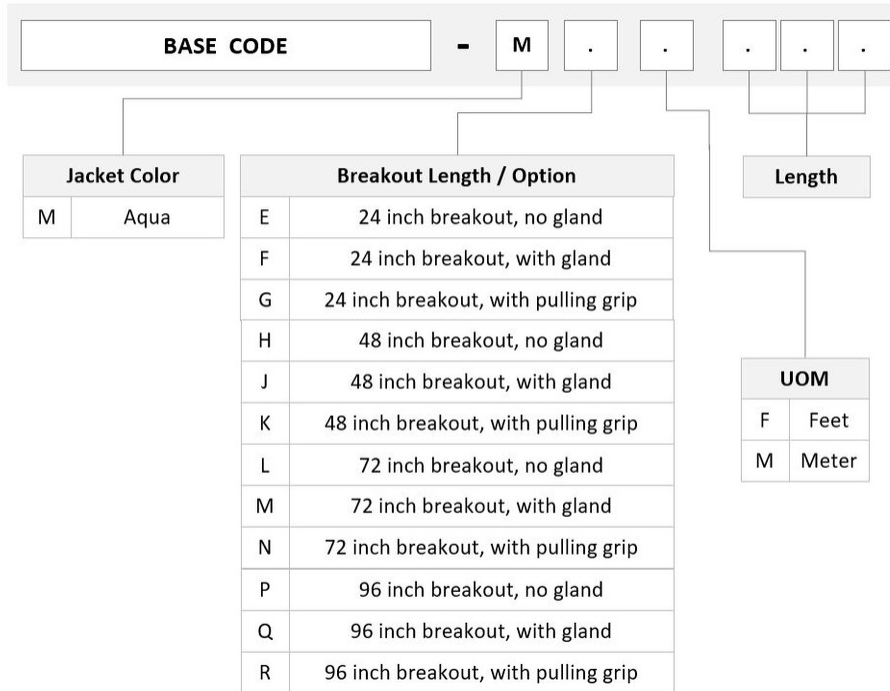 BASE CODE - M . . . . .
Jacket Color
M Aqua
Breakout Length / Option
E 24 inch breakout, no gland
F 24 inch breakout, with gland
G 24 inch breakout, with pulling grip
H 48 inch breakout, no gland
J 48 inch breakout, with gland
K 48 inch breakout, with pulling grip
L 72 inch breakout, no gland
M 72 inch breakout, with gland
N 72 inch breakout, with pulling grip
P 96 inch breakout, no gland
Q 96 inch breakout, with gland
R 96 inch breakout, with pulling grip
Length
UOM
F Feet
M Meter